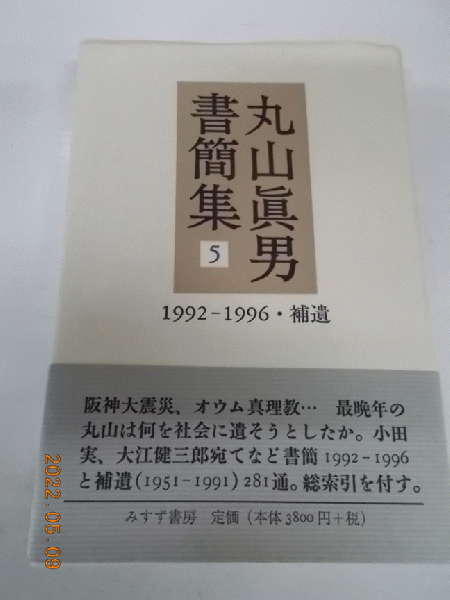 丸山眞男
書簡集
5
1992-1996・補遺
阪神大震災、オウム真理教… 最晩年の
丸山は何を社会に遺そうとしたか。小田
実、大江健三郎宛てなど書簡1992-1996
と補遺(1951-1991)281通。総索引を付す。
みすず書房 定価(本体3800円+税)
2022.05.09